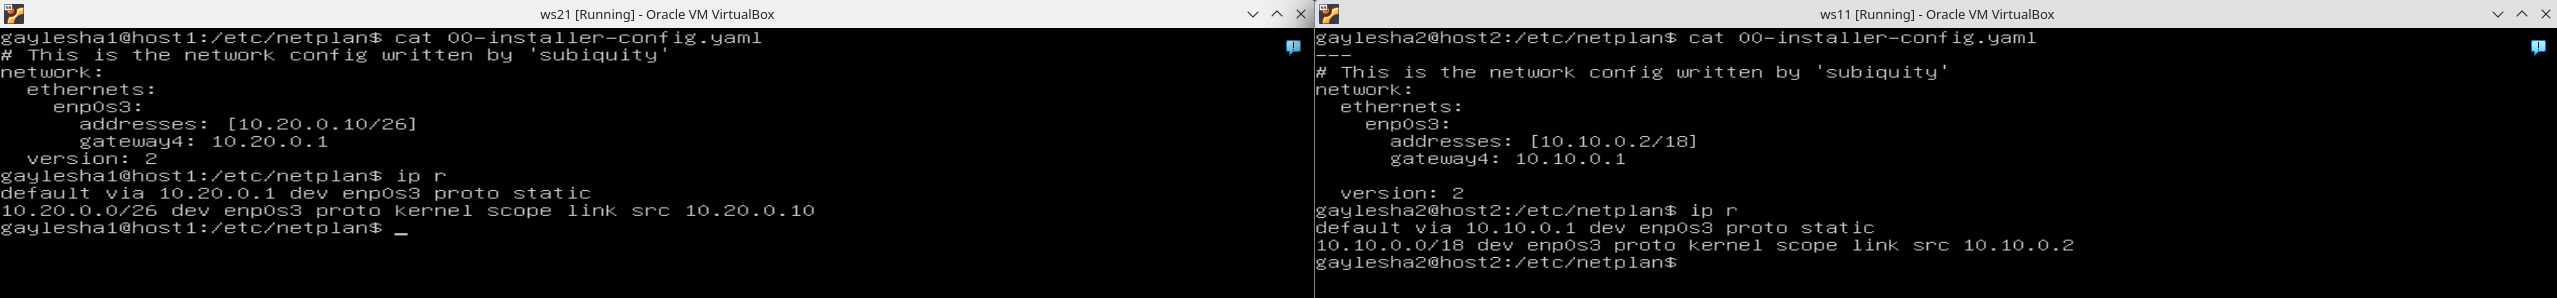 ws21 [Running] - Oracle VM VirtualBox
gaylesha1@host1:/etc/netplan$ cat 00-installer-config.yaml
# This is the network config written by 'subiquity'
network:
  ethernets:
    enp0s3:
      addresses: [10.20.0.10/26]
      gateway4: 10.20.0.1
  version: 2
gaylesha1@host1:/etc/netplan$ ip r
default via 10.20.0.1 dev enp0s3 proto static
10.20.0.0/26 dev enp0s3 proto kernel scope link src 10.20.0.10
gaylesha1@host1:/etc/netplan$ _
ws11 [Running] - Oracle VM VirtualBox
gaylesha2@host2:/etc/netplan$ cat 00-installer-config.yaml
---
# This is the network config written by 'subiquity'
network:
  ethernets:
    enp0s3:
      addresses: [10.10.0.2/18]
      gateway4: 10.10.0.1
  version: 2
gaylesha2@host2:/etc/netplan$ ip r
default via 10.10.0.1 dev enp0s3 proto static
10.10.0.0/18 dev enp0s3 proto kernel scope link src 10.10.0.2
gaylesha2@host2:/etc/netplan$